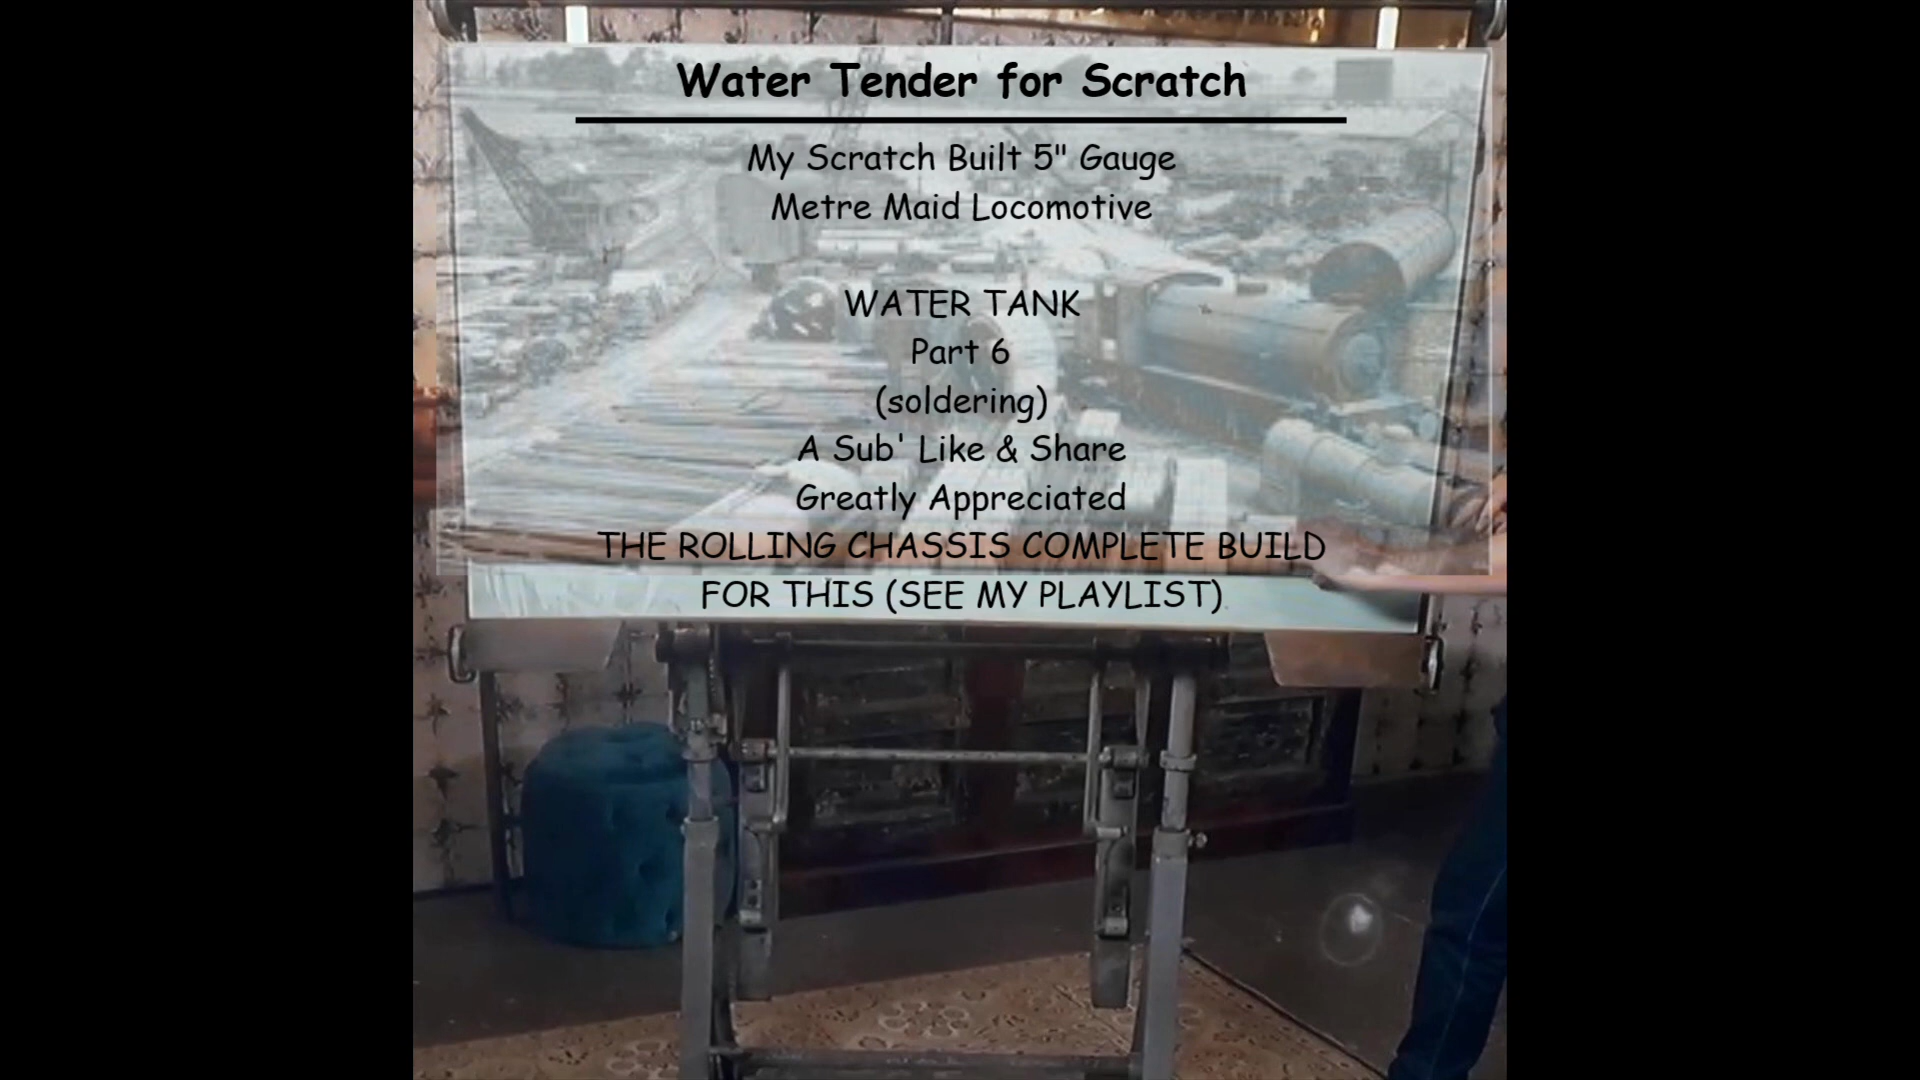 Water Tender for Scratch
My Scratch Built 5" Gauge
Metre Maid Locomotive
WATER TANK
Part 6
(soldering)
A Sub' Like & Share
Greatly Appreciated
THE ROLLING CHASSIS COMPLETE BUILD
FOR THIS (SEE MY PLAYLIST)